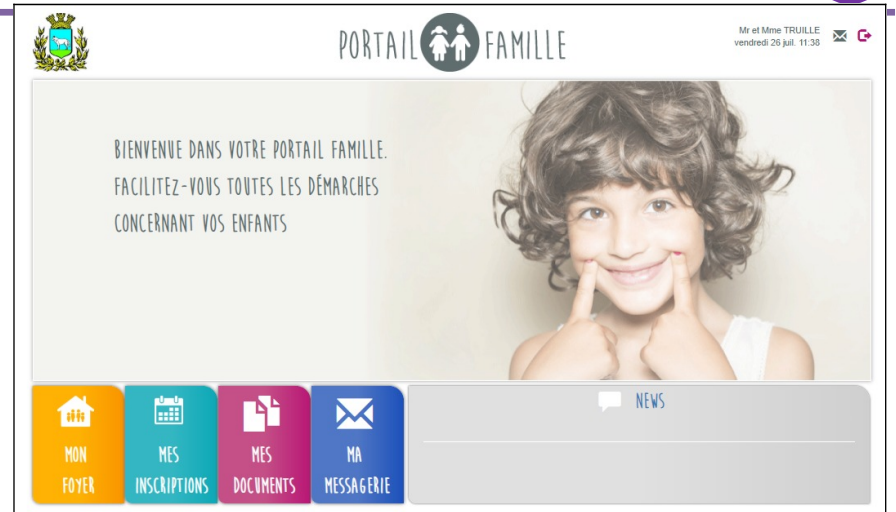 PORTAIL FAMILLE
Mr et Mme TRUILLE
vendredi 26 juil. 11:38
BIENVENUE DANS VOTRE PORTAIL FAMILLE.
FACILITEZ-VOUS TOUTES LES DÉMARCHES
CONCERNANT VOS ENFANTS
MON
FOYER
MES
INSCRIPTIONS
MES
DOCUMENTS
MA
MESSAGERIE
NEWS